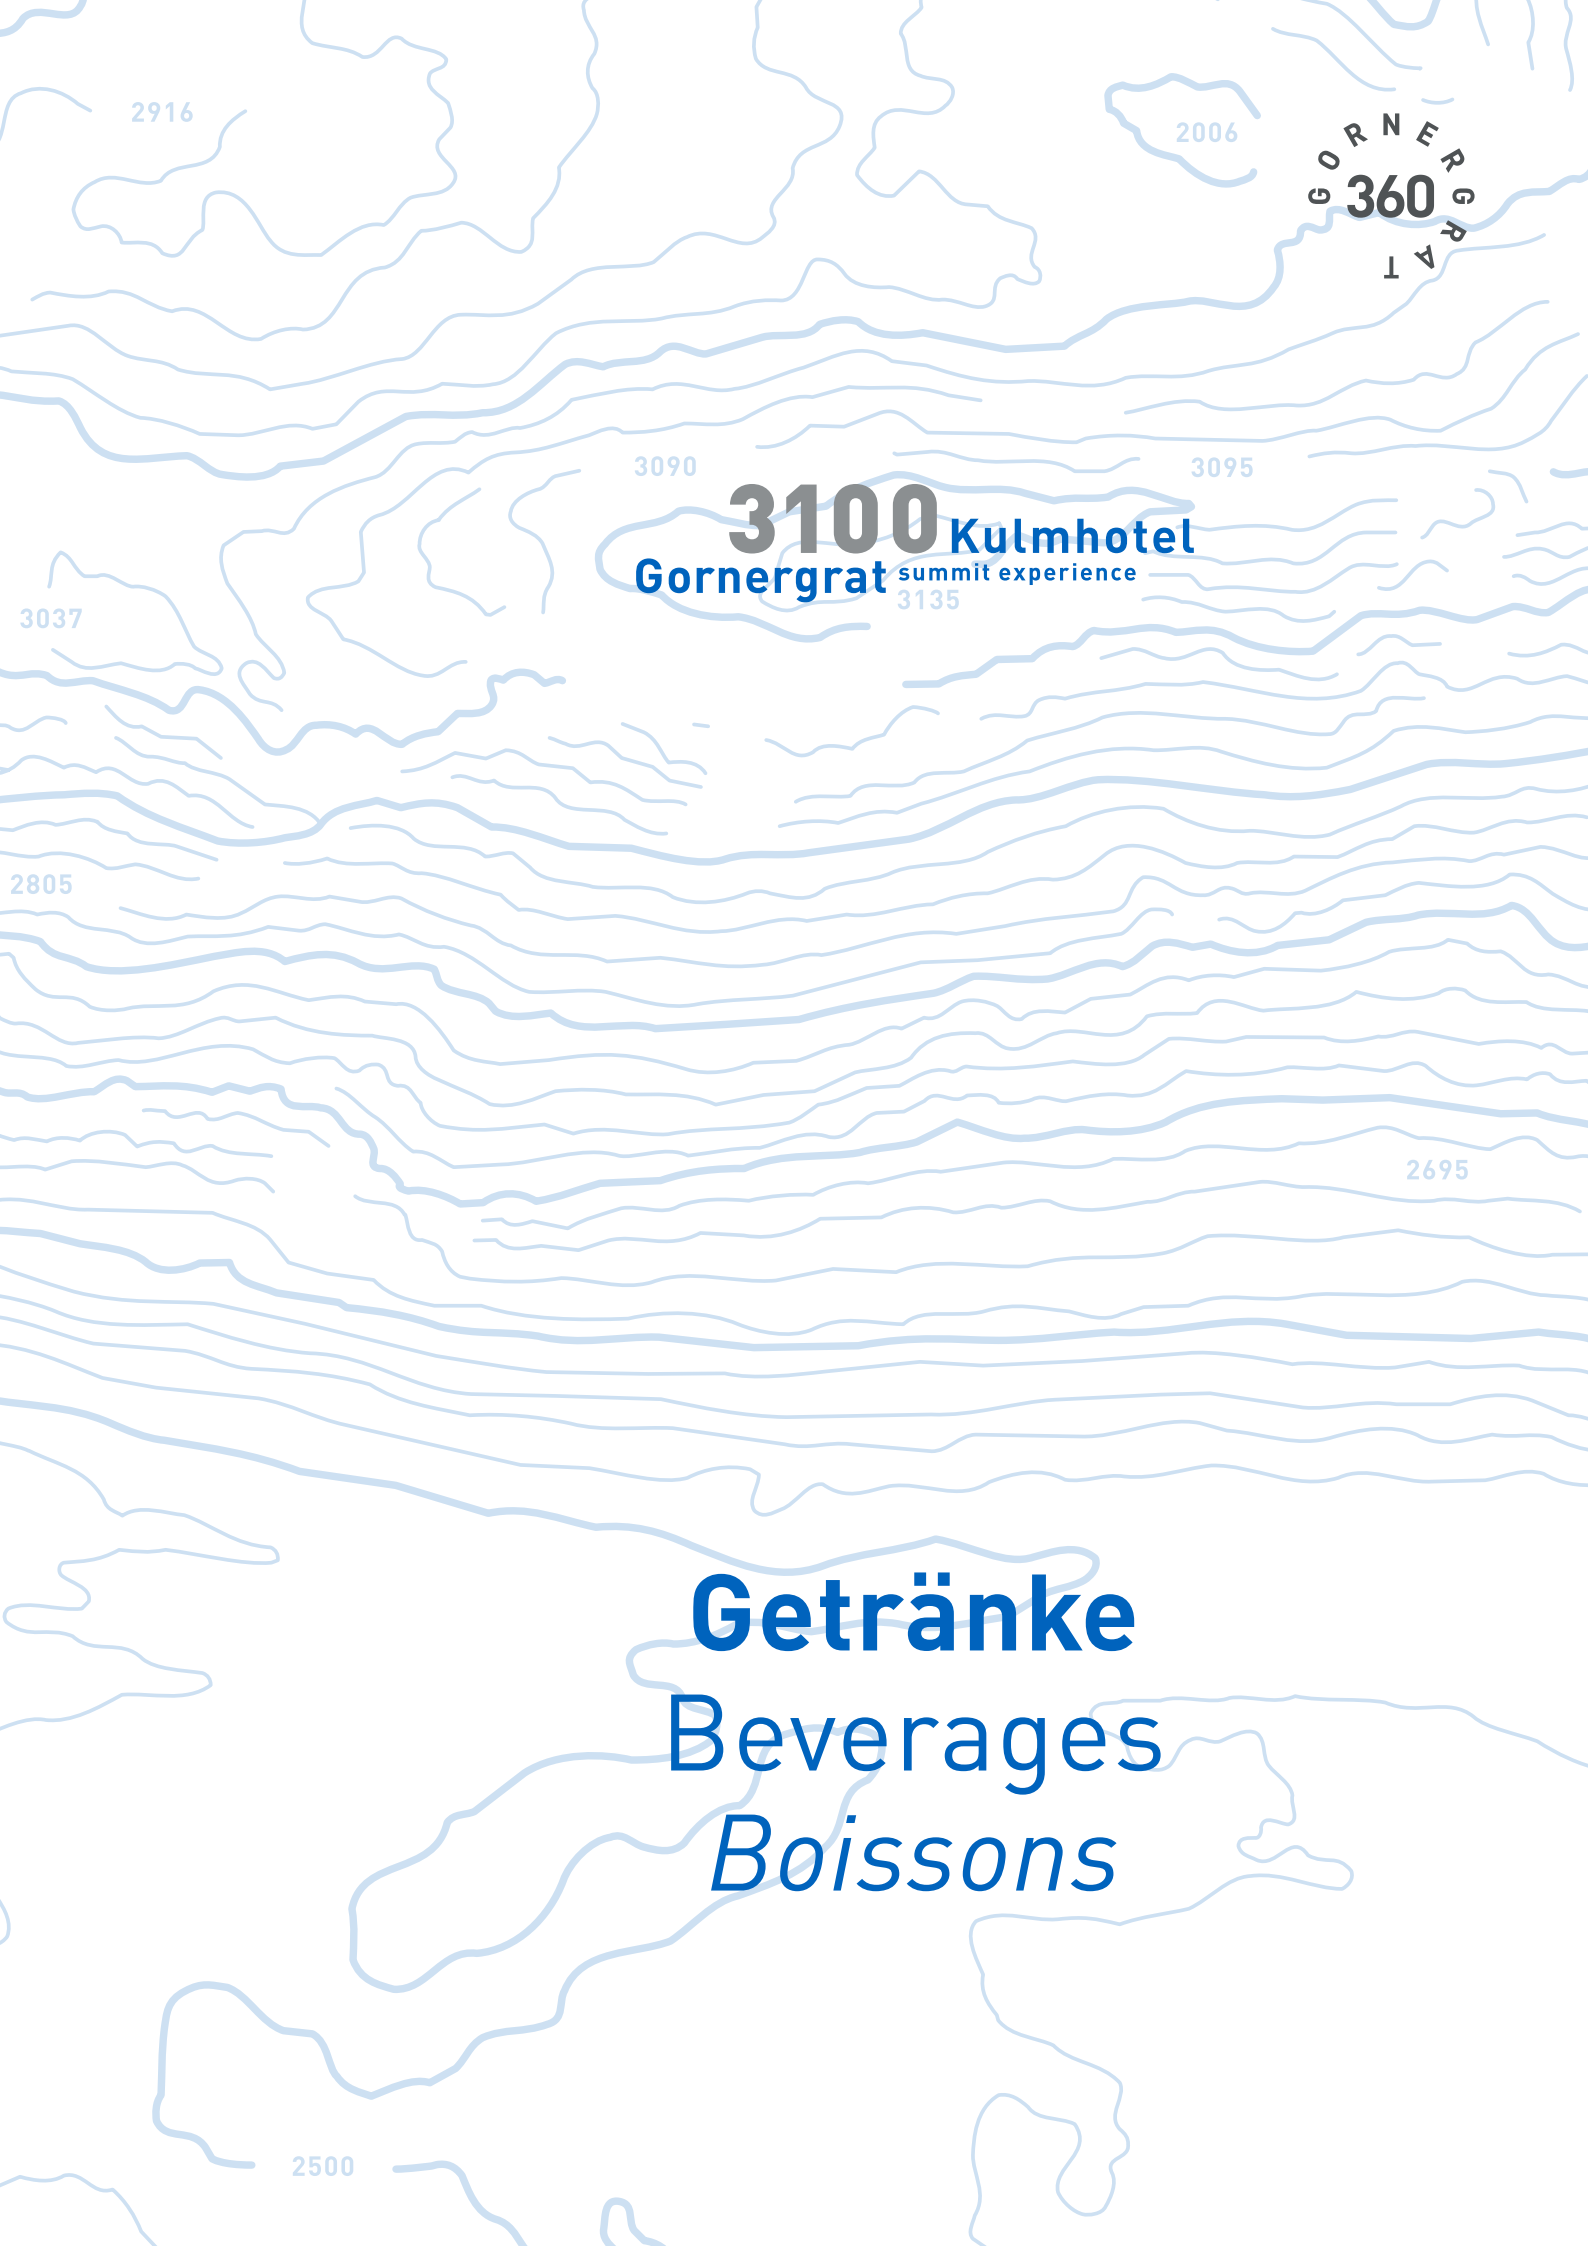 2916
2006
GORNERGRAT
360
3090
3095
3100 Kulmhotel
Gornergrat summit experience
3135
3037
2805
2695
Getränke
Beverages
Boissons
2500